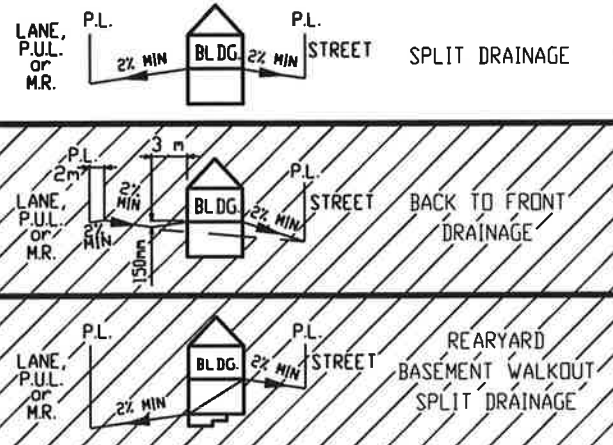 P.L.
P.L.
LANE,
P.U.L.
or
M.R.
2% MIN
BLDG.
2% MIN
STREET
SPLIT DRAINAGE
P.L.
3 m
2m
2% MIN
LANE,
P.U.L.
or
M.R.
2% MIN
150mm
BLDG.
2% MIN
P.L.
STREET
BACK TO FRONT
DRAINAGE
P.L.
P.L.
LANE,
P.U.L.
or
M.R.
2% MIN
BLDG.
2% MIN
STREET
REARYARD
BASEMENT WALKOUT
SPLIT DRAINAGE